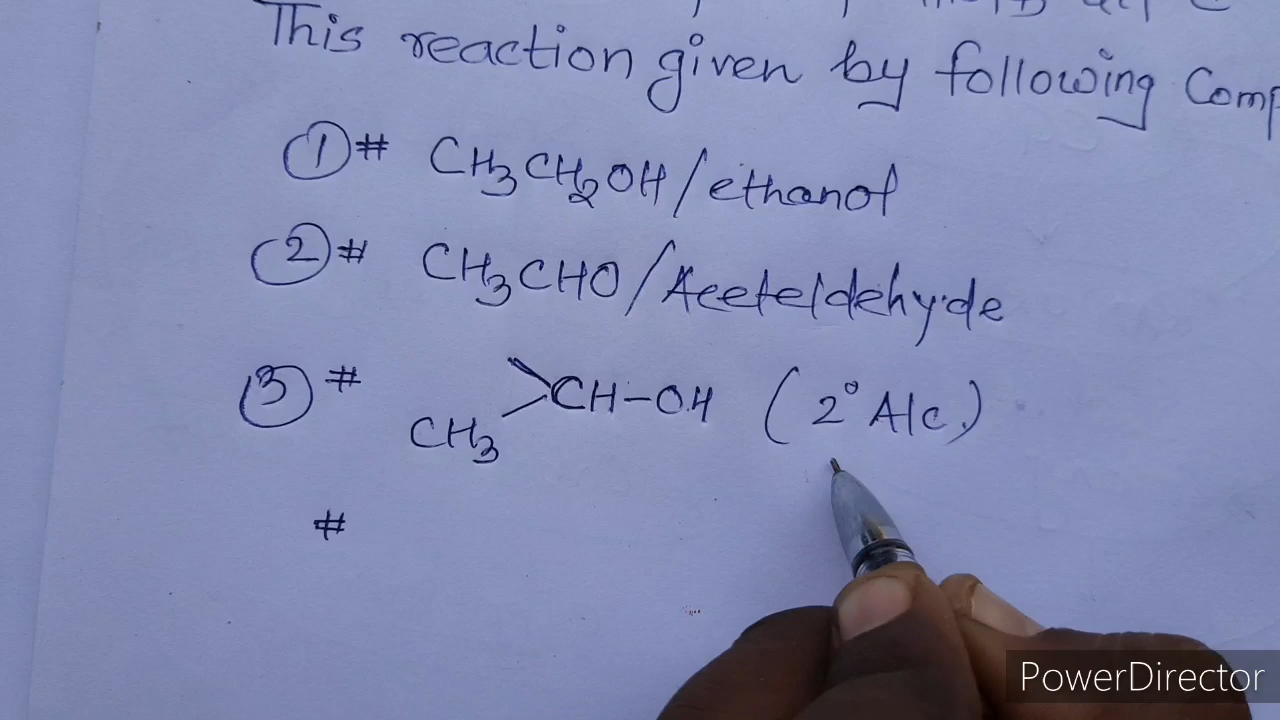 This reaction given by following Comp
① # CH3CH2OH/ethanol
② # CH3CHO/Aceteldehyde
③ # >CH-OH (2° Alc.)
CH3
#
PowerDirector